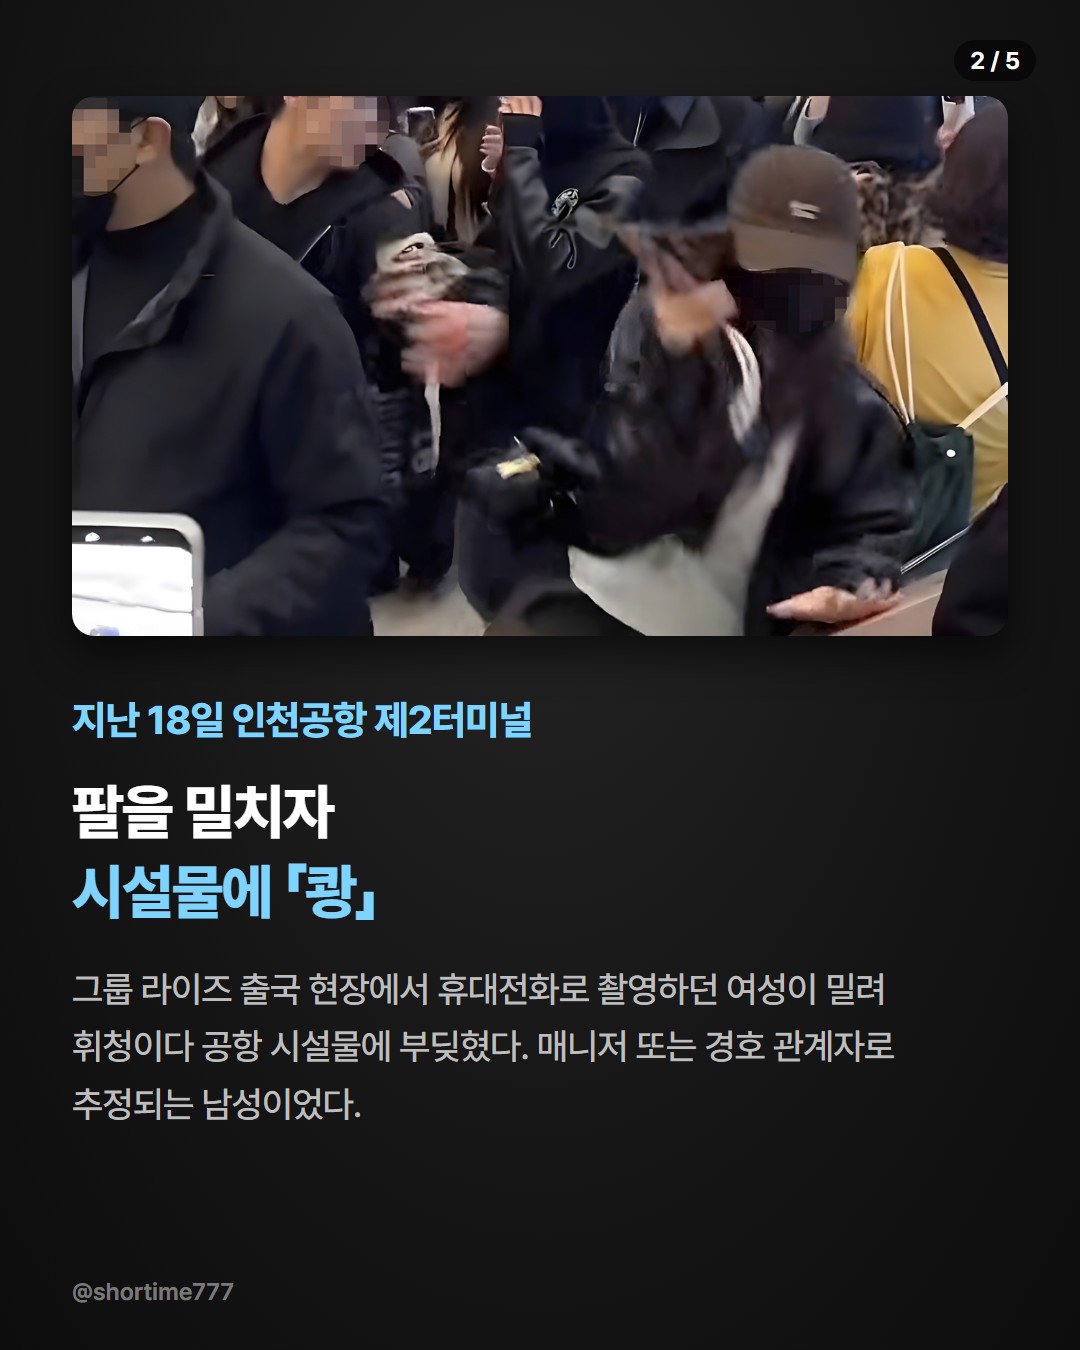 2 / 5
지난 18일 인천공항 제2터미널
팔을 밀치자
시설물에 「쾅」
그룹 라이즈 출국 현장에서 휴대전화로 촬영하던 여성이 밀려
휘청이다 공항 시설물에 부딪혔다. 매니저 또는 경호 관계자로
추정되는 남성이었다.
@shortime777